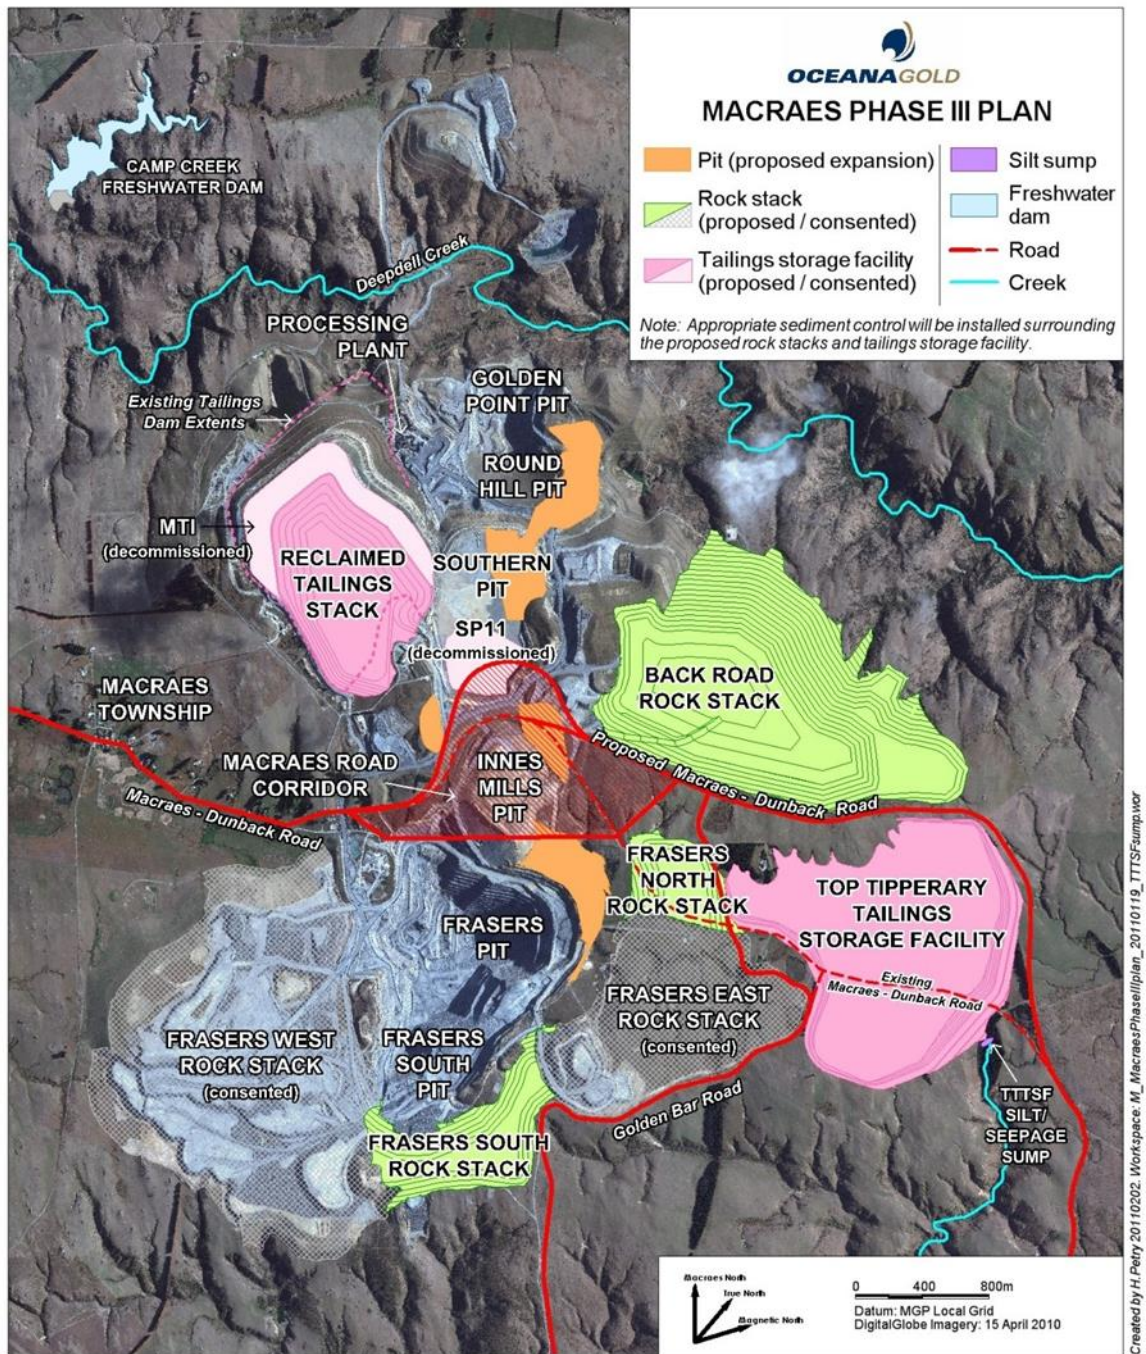 OCEANAGOLD
MACRAES PHASE III PLAN
Pit (proposed expansion)
Rock stack
(proposed / consented)
Tailings storage facility
(proposed / consented)
Silt sump
Freshwater
dam
Road
Creek
Note: Appropriate sediment control will be installed surrounding
the proposed rock stacks and tailings storage facility.
CAMP CREEK
FRESHWATER DAM
Deepdell Creek
PROCESSING
PLANT
Existing Tailings
Dam Extents
GOLDEN
POINT PIT
ROUND
HILL PIT
MTI
(decommissioned)
RECLAIMED
TAILINGS
STACK
SOUTHERN
PIT
SP11
(decommissioned)
BACK ROAD
ROCK STACK
MACRAES
TOWNSHIP
MACRAES ROAD
CORRIDOR
INNES
MILLS
PIT
Proposed Macraes - Dunback Road
Macraes - Dunback Road
FRASERS
NORTH
ROCK STACK
TOP TIPPERARY
TAILINGS
STORAGE FACILITY
FRASERS
PIT
Existing
Macraes - Dunback Road
FRASERS EAST
ROCK STACK
(consented)
FRASERS WEST
ROCK STACK
(consented)
FRASERS
SOUTH
PIT
TTTSF
SILT/
SEEPAGE
SUMP
Golden Bar Road
FRASERS SOUTH
ROCK STACK
Macraes North
True North
Magnetic North
0 400 800m
Datum: MGP Local Grid
DigitalGlobe Imagery: 15 April 2010
Created by H.Petry 20110202. Workspace: M_MacraesPhaseIIIplan_20110119_TTTSFsump.wor